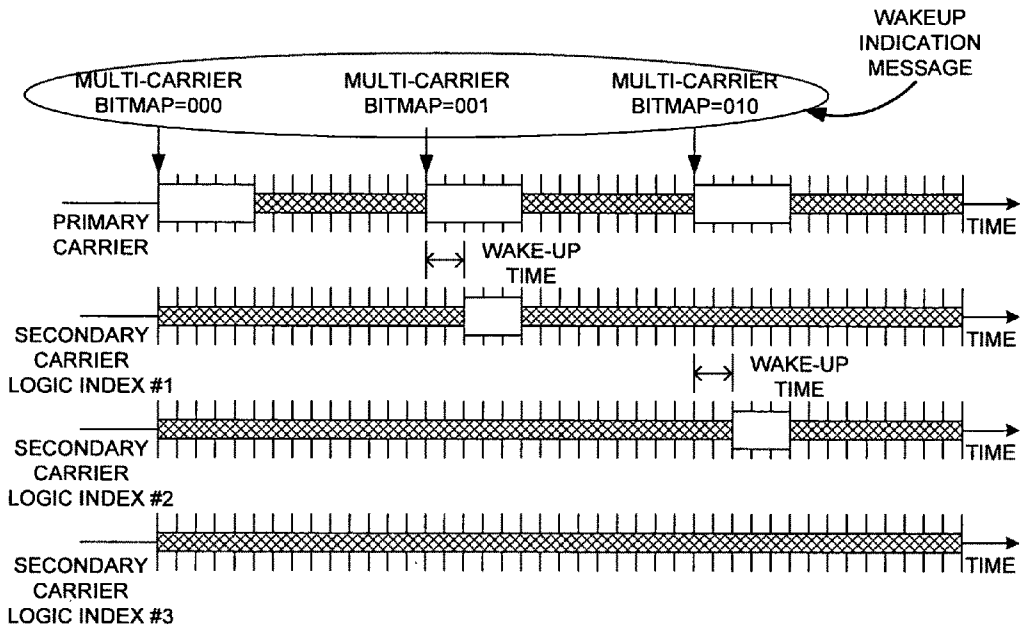 WAKEUP
INDICATION
MESSAGE
MULTI-CARRIER
BITMAP=000
MULTI-CARRIER
BITMAP=001
MULTI-CARRIER
BITMAP=010
PRIMARY
CARRIER
TIME
WAKE-UP
TIME
SECONDARY
CARRIER
LOGIC INDEX #1
TIME
WAKE-UP
TIME
SECONDARY
CARRIER
LOGIC INDEX #2
TIME
SECONDARY
CARRIER
LOGIC INDEX #3
TIME